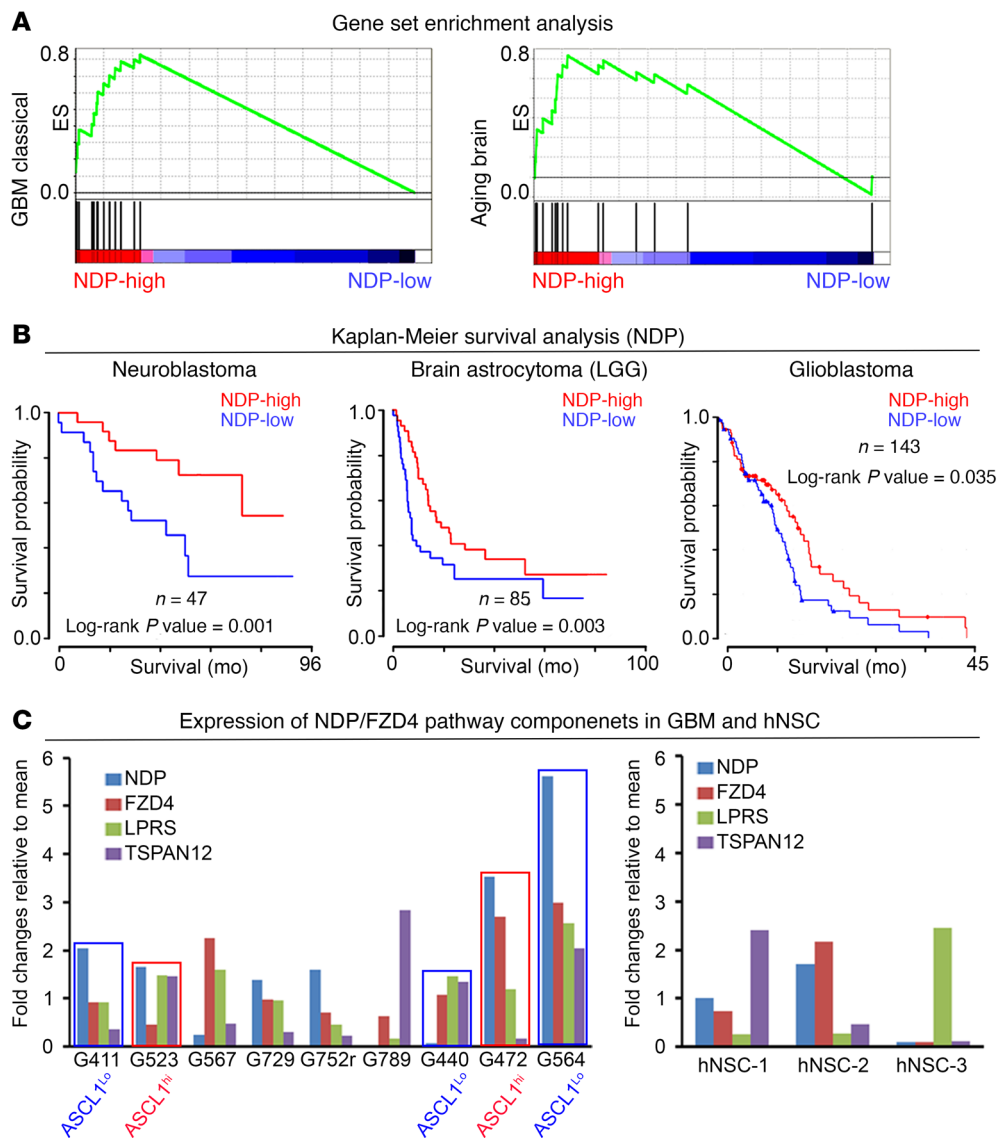 A
Gene set enrichment analysis
GBM classical
ES
0.8
0.0
NDP-high
NDP-low
Aging brain
ES
0.8
0.0
NDP-high
NDP-low
B
Kaplan-Meier survival analysis (NDP)
Neuroblastoma
NDP-high
NDP-low
Survival probability
1.0
0.0
n = 47
Log-rank P value = 0.001
0
Survival (mo)
96
Brain astrocytoma (LGG)
NDP-high
NDP-low
Survival probability
1.0
0.0
n = 85
Log-rank P value = 0.003
0
Survival (mo)
100
Glioblastoma
NDP-high
NDP-low
n = 143
Log-rank P value = 0.035
Survival probability
1.0
0.0
0
Survival (mo)
45
C
Expression of NDP/FZD4 pathway componenets in GBM and hNSC
Fold changes relative to mean
6
5
4
3
2
1
0
NDP
FZD4
LPRS
TSPAN12
G411 G523 G567 G729 G752r G789 G440 G472 G564
ASCL1Lo
ASCL1hi
ASCL1Lo
ASCL1hi
ASCL1Lo
Fold changes relative to mean
6
5
4
3
2
1
0
NDP
FZD4
LPRS
TSPAN12
hNSC-1 hNSC-2 hNSC-3